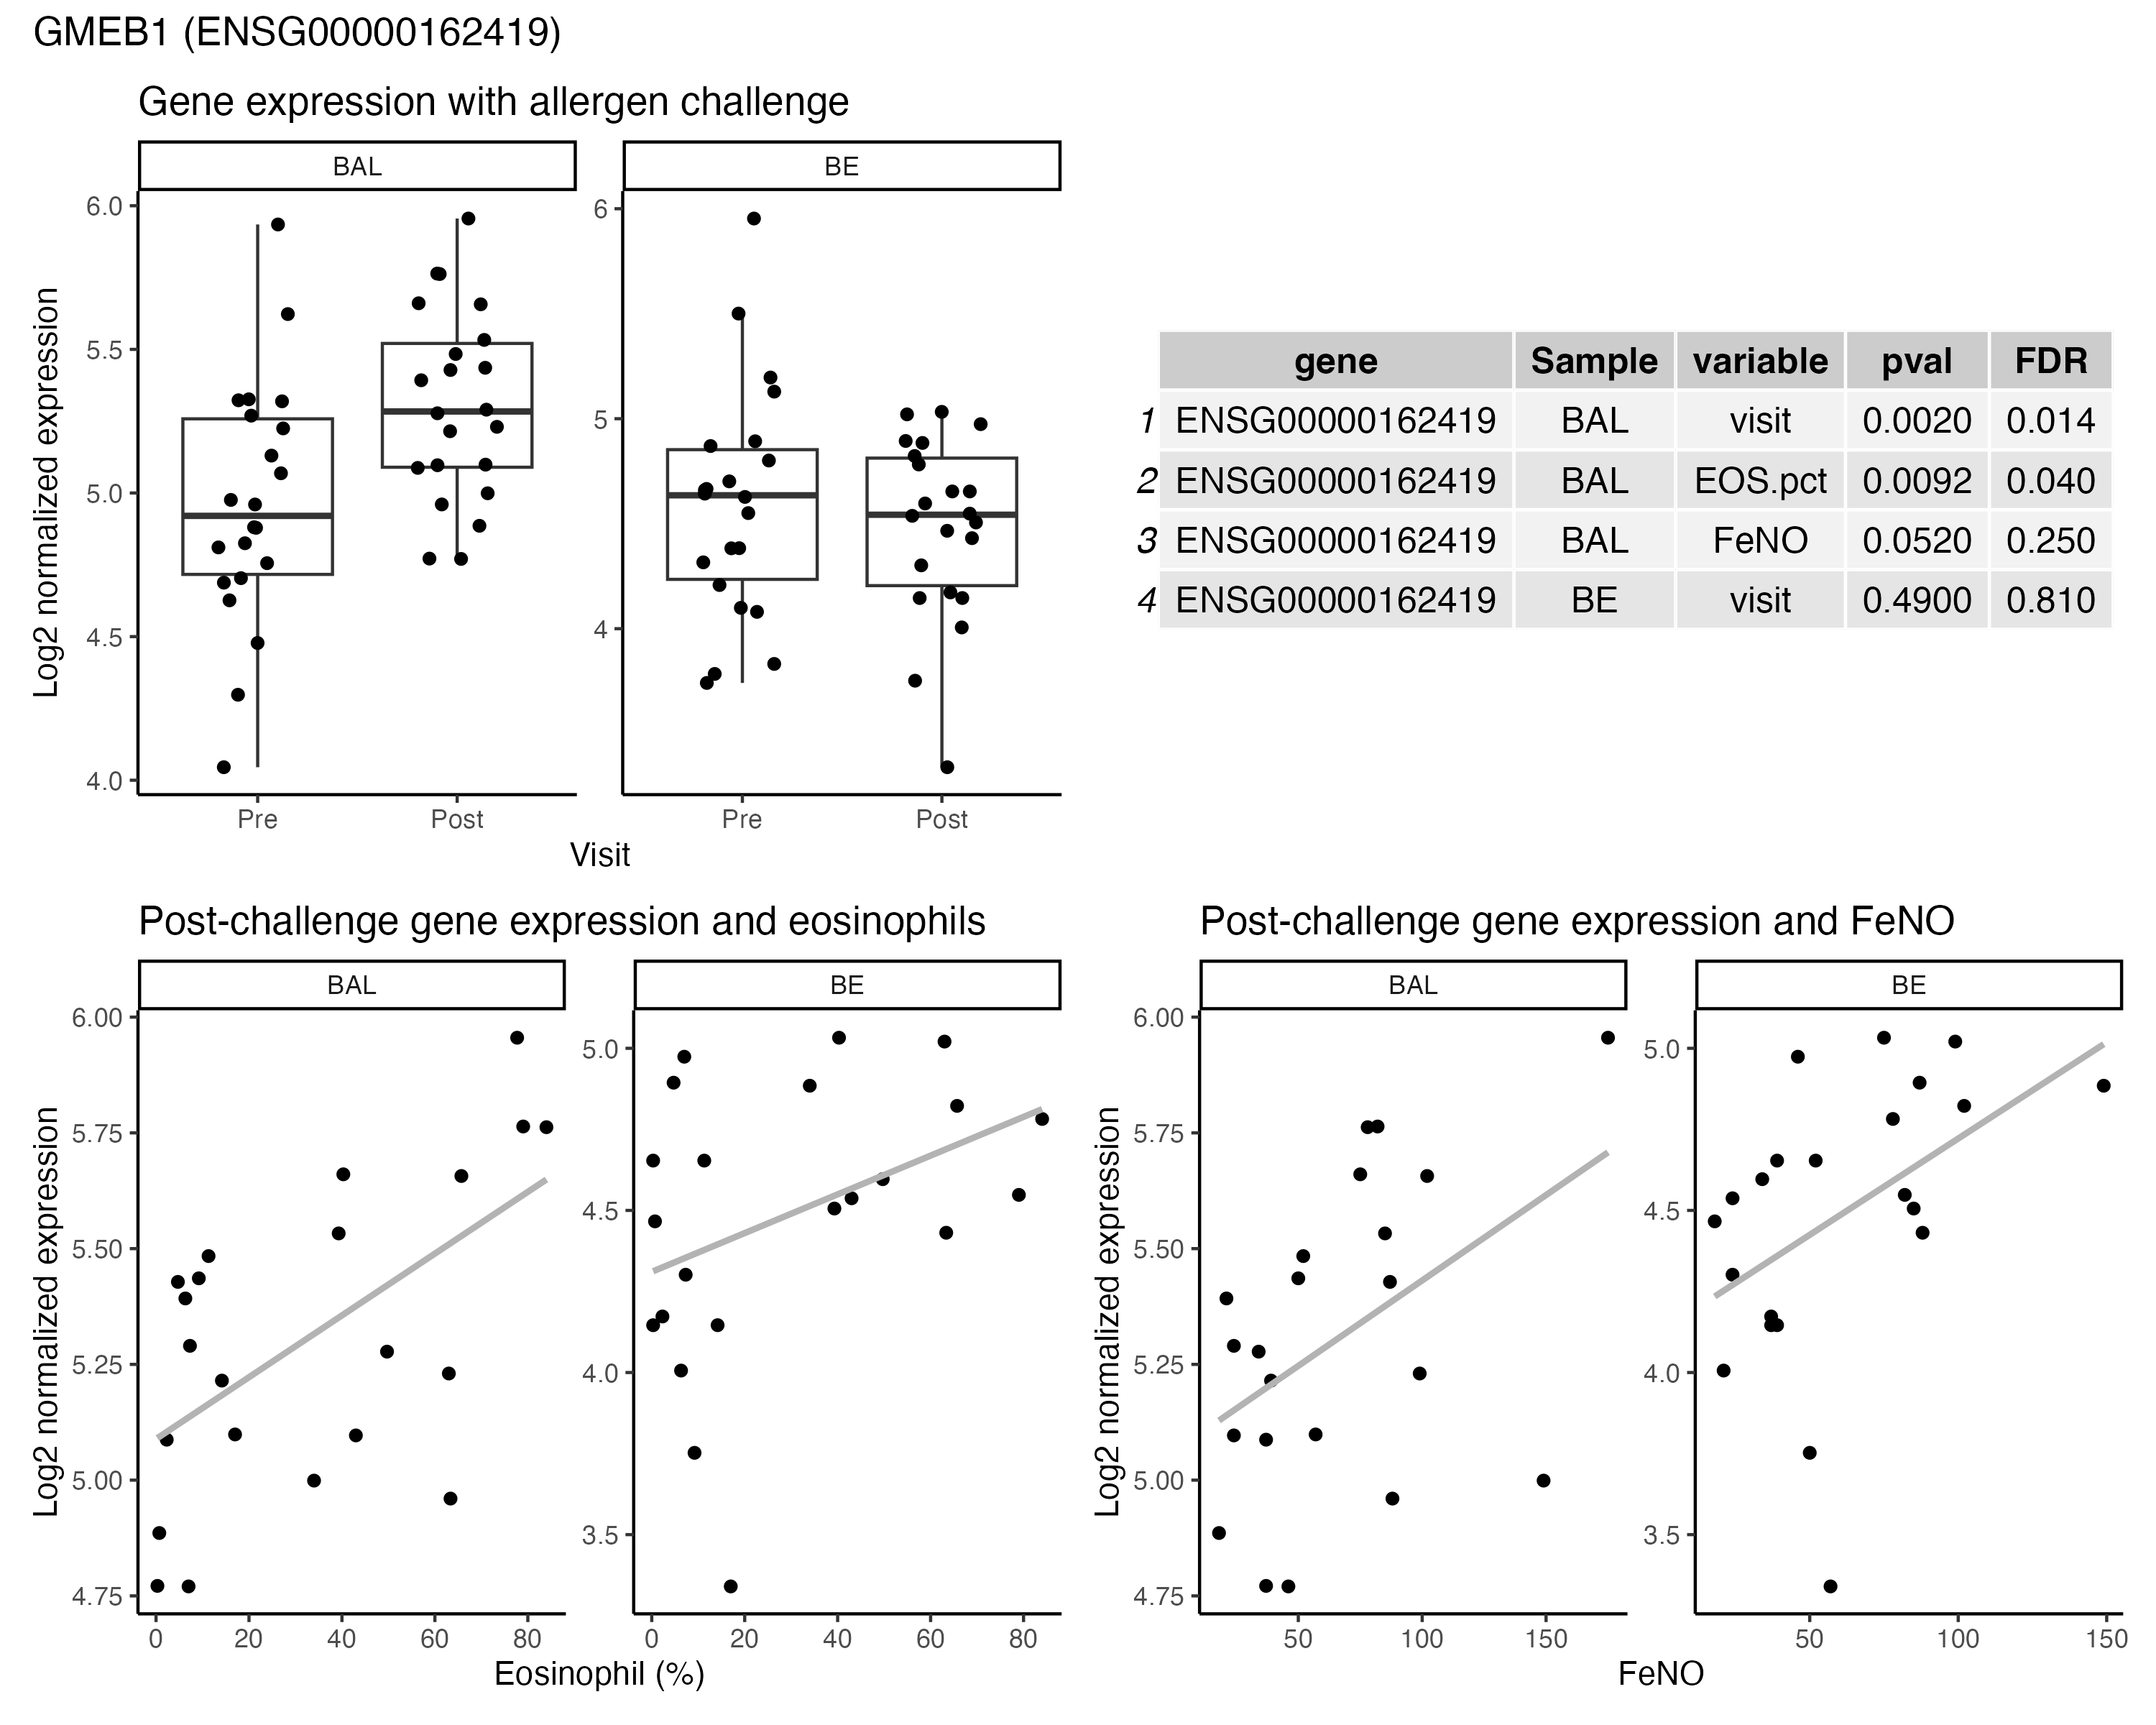 GMEB1 (ENSG00000162419)
Gene expression with allergen challenge
BAL
BE
Log2 normalized expression
6.0
5.5
5.0
4.5
4.0
6
5
4
Pre
Post
Pre
Post
Visit
gene Sample variable pval FDR
1 ENSG00000162419 BAL visit 0.0020 0.014
2 ENSG00000162419 BAL EOS.pct 0.0092 0.040
3 ENSG00000162419 BAL FeNO 0.0520 0.250
4 ENSG00000162419 BE visit 0.4900 0.810
Post-challenge gene expression and eosinophils
BAL
BE
Log2 normalized expression
6.00
5.75
5.50
5.25
5.00
4.75
5.0
4.5
4.0
3.5
0 20 40 60 80
0 20 40 60 80
Eosinophil (%)
Post-challenge gene expression and FeNO
BAL
BE
Log2 normalized expression
6.00
5.75
5.50
5.25
5.00
4.75
5.0
4.5
4.0
3.5
50 100 150
50 100 150
FeNO